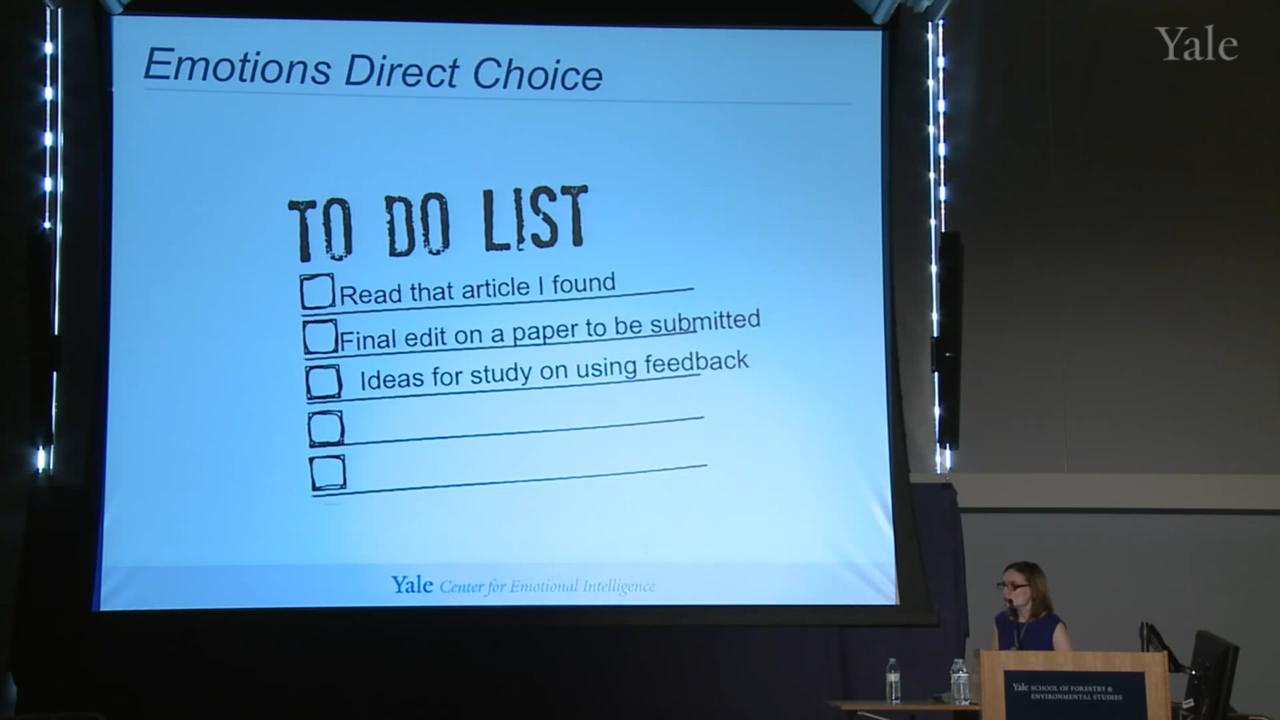 Yale
Emotions Direct Choice
TO DO LIST
Read that article I found
Final edit on a paper to be submitted
Ideas for study on using feedback
Yale Center for Emotional Intelligence
Yale SCHOOL OF FORESTRY &
ENVIRONMENTAL STUDIES